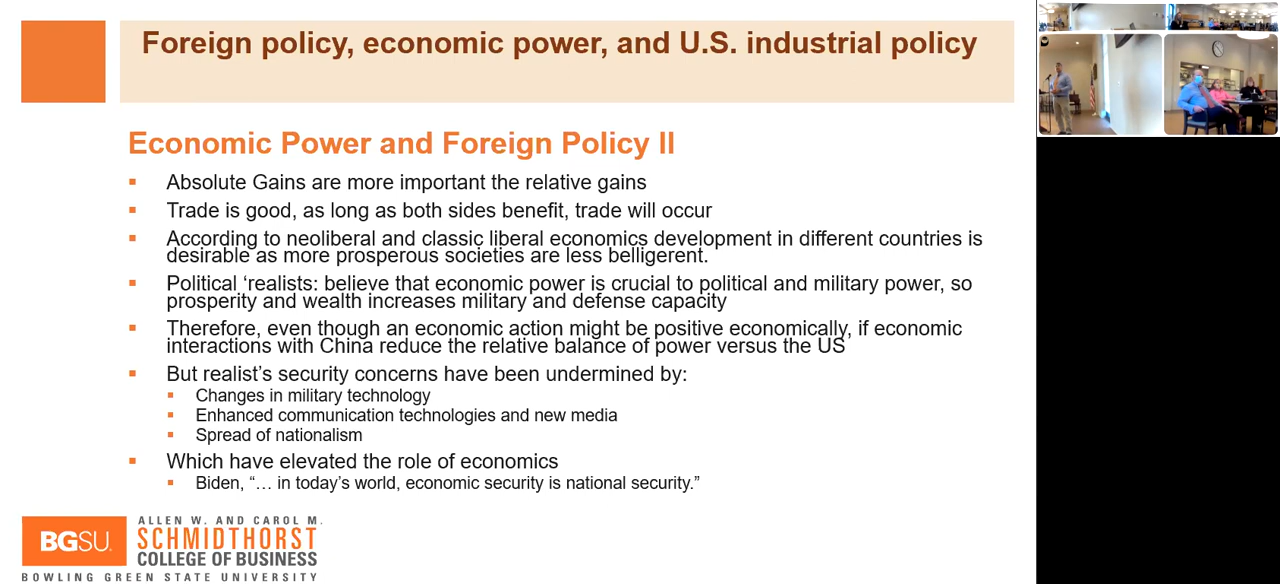 Foreign policy, economic power, and U.S. industrial policy
Economic Power and Foreign Policy II
Absolute Gains are more important the relative gains
Trade is good, as long as both sides benefit, trade will occur
According to neoliberal and classic liberal economics development in different countries is
desirable as more prosperous societies are less belligerent.
Political ‘realists: believe that economic power is crucial to political and military power, so
prosperity and wealth increases military and defense capacity
Therefore, even though an economic action might be positive economically, if economic
interactions with China reduce the relative balance of power versus the US
But realist’s security concerns have been undermined by:
Changes in military technology
Enhanced communication technologies and new media
Spread of nationalism
Which have elevated the role of economics
Biden, “… in today’s world, economic security is national security.”
BGSU.
ALLEN W. AND CAROL M.
SCHMIDTHORST
COLLEGE OF BUSINESS
BOWLING GREEN STATE UNIVERSITY